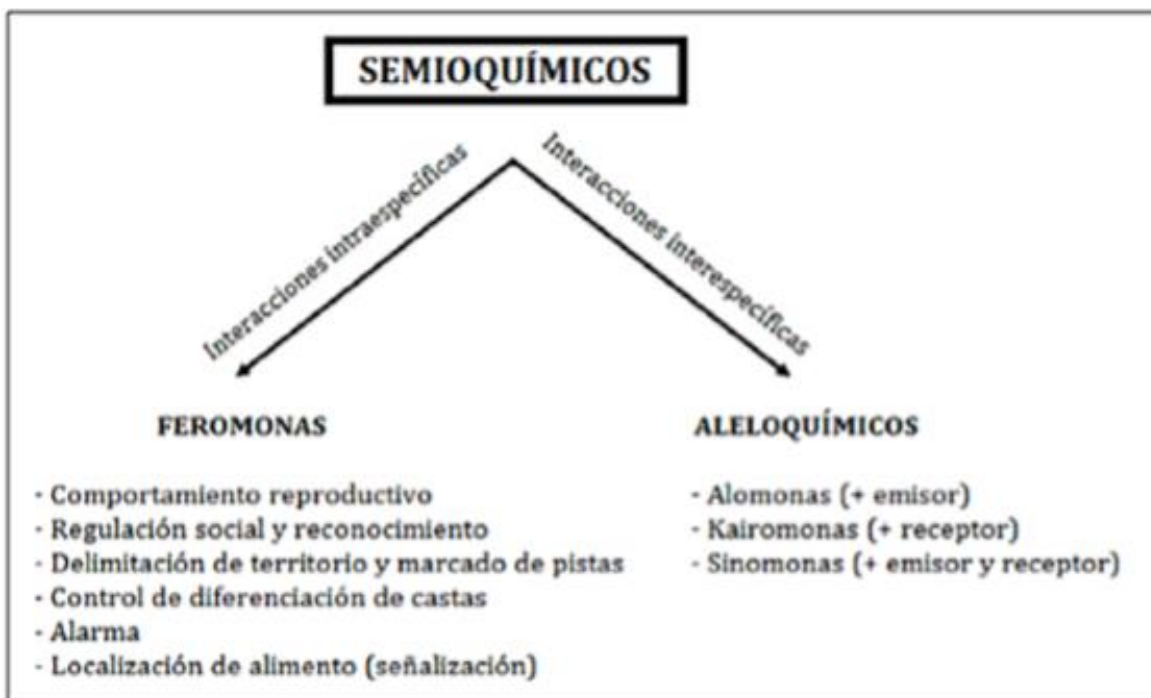 SEMIOQUÍMICOS
Interacciones intraespecíficas
Interacciones interespecíficas
FEROMONAS
- Comportamiento reproductivo
- Regulación social y reconocimiento
- Delimitación de territorio y marcado de pistas
- Control de diferenciación de castas
- Alarma
- Localización de alimento (señalización)
ALELOQUÍMICOS
- Alomonas (+ emisor)
- Kairomonas (+ receptor)
- Sinomonas (+ emisor y receptor)